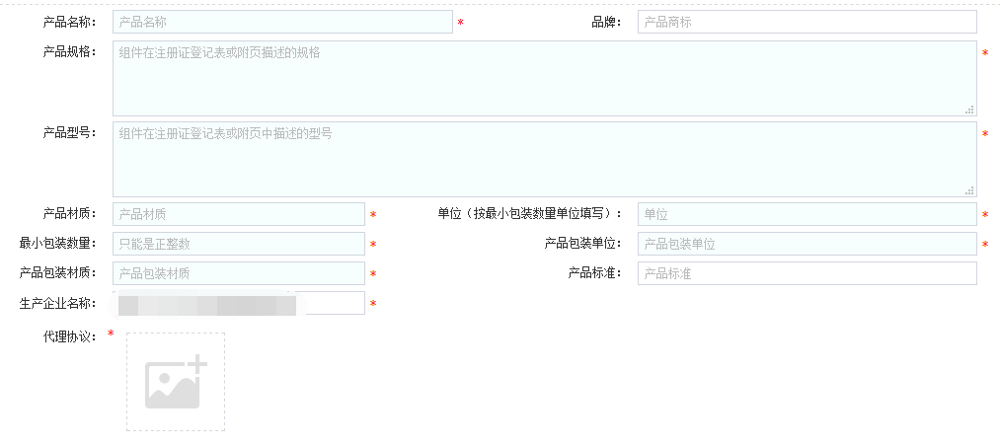 产品名称： 产品名称 * 品牌： 产品商标
产品规格： 组件在注册证登记表或附页描述的规格 *
产品型号： 组件在注册证登记表或附页中描述的型号 *
产品材质： 产品材质 * 单位（按最小包装数量单位填写）： 单位 *
最小包装数量： 只能是正整数 * 产品包装单位： 产品包装单位 *
产品包装材质： 产品包装材质 * 产品标准： 产品标准
生产企业名称： *
代理协议： *